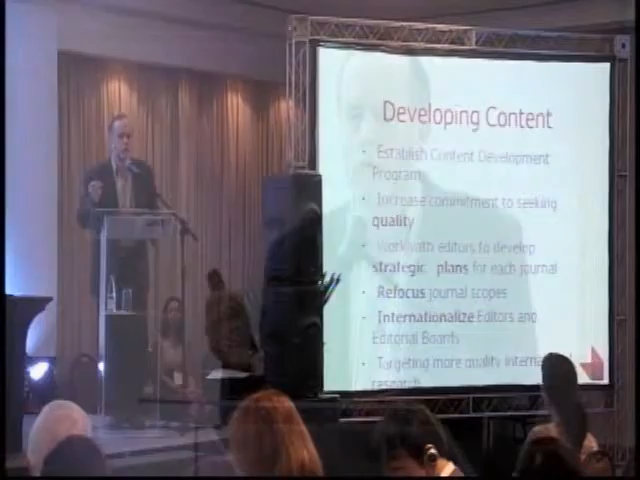 Developing Content
• Establish Content Development
Program
• Increase commitment to seeking
quality
• Work with editors to develop
strategic plans for each journal
• Refocus journal scopes
• Internationalize Editors and
Editorial Boards
• Targeting more quality
research